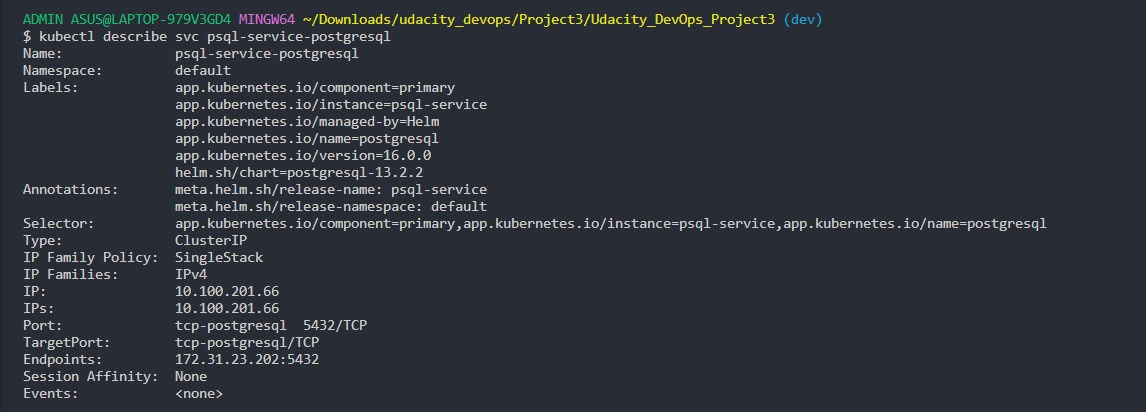 ADMIN ASUS@LAPTOP-979V3GD4 MINGW64 ~/Downloads/udacity_devops/Project3/Udacity_DevOps_Project3 (dev)
$ kubectl describe svc psql-service-postgresql
Name:              psql-service-postgresql
Namespace:         default
Labels:            app.kubernetes.io/component=primary
                   app.kubernetes.io/instance=psql-service
                   app.kubernetes.io/managed-by=Helm
                   app.kubernetes.io/name=postgresql
                   app.kubernetes.io/version=16.0.0
                   helm.sh/chart=postgresql-13.2.2
Annotations:       meta.helm.sh/release-name: psql-service
                   meta.helm.sh/release-namespace: default
Selector:          app.kubernetes.io/component=primary,app.kubernetes.io/instance=psql-service,app.kubernetes.io/name=postgresql
Type:              ClusterIP
IP Family Policy:  SingleStack
IP Families:       IPv4
IP:                10.100.201.66
IPs:               10.100.201.66
Port:              tcp-postgresql  5432/TCP
TargetPort:        tcp-postgresql/TCP
Endpoints:         172.31.23.202:5432
Session Affinity:  None
Events:            <none>